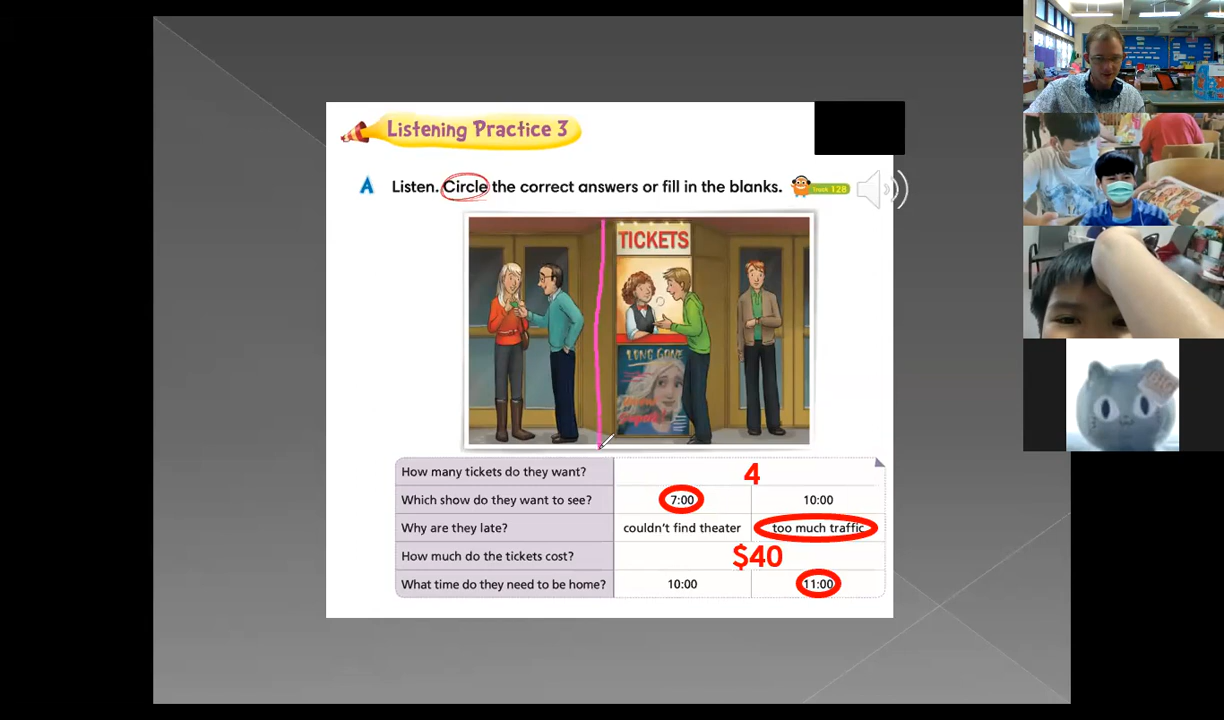 Listening Practice 3
A Listen. Circle the correct answers or fill in the blanks. Track 128
TICKETS
LONG GONE
How many tickets do they want? 4
Which show do they want to see? 7:00 10:00
Why are they late? couldn't find theater too much traffic
How much do the tickets cost? $40
What time do they need to be home? 10:00 11:00